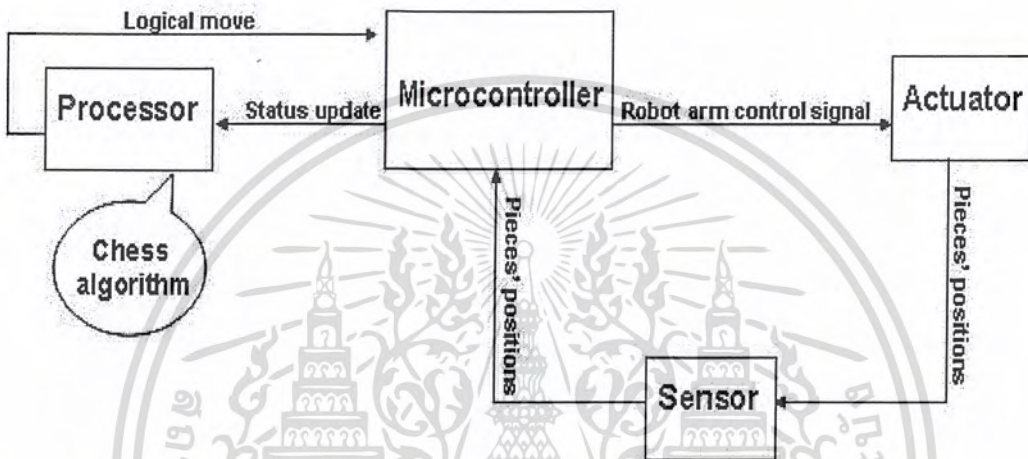 Logical move
Processor
Status update
Microcontroller
Robot arm control signal
Actuator
Chess
algorithm
Pieces' positions
Pieces' positions
Sensor